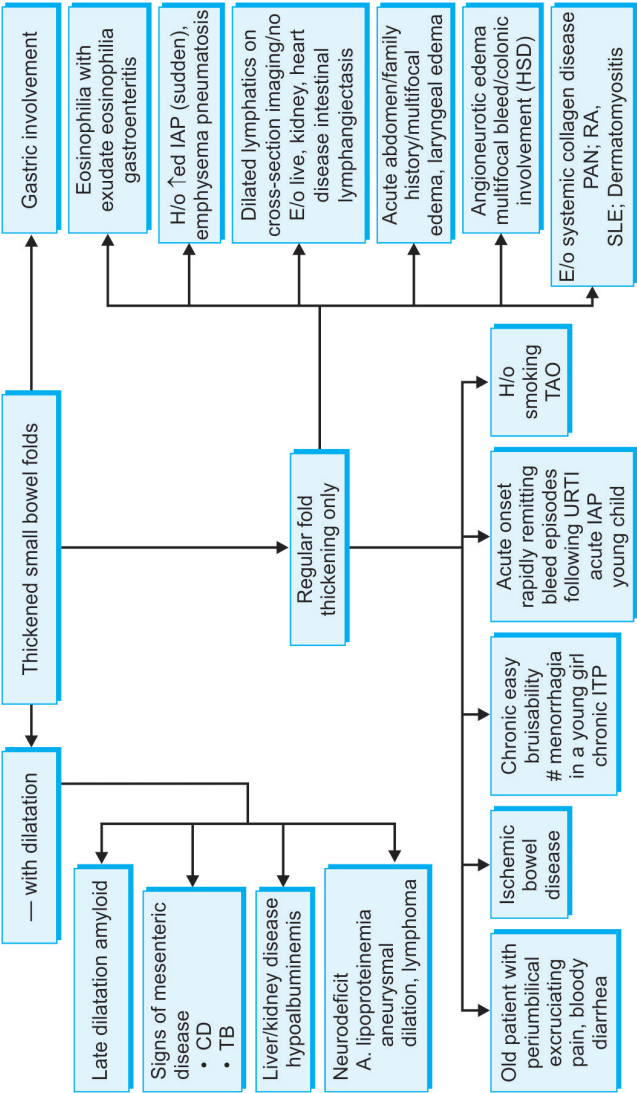 Thickened small bowel folds
— with dilatation
Late dilatation amyloid
Signs of mesenteric
disease
• CD
• TB
Liver/kidney disease
hypoalbuminemis
Neurodeficit
A. lipoproteinemia
aneurysmal
dilation, lymphoma
Regular fold
thickening only
Gastric involvement
Eosinophilia with
exudate eosinophilia
gastroenteritis
H/o ↑ed IAP (sudden),
emphysema pneumatosis
Dilated lymphatics on
cross-section imaging/no
E/o live, kidney, heart
disease intestinal
lymphangiectasis
Acute abdomen/family
history/multifocal
edema, laryngeal edema
Angioneurotic edema
multifocal bleed/colonic
involvement (HSD)
E/o systemic collagen disease
PAN; RA,
SLE; Dermatomyositis
Old patient with
periumbilical
excruciating
pain, bloody
diarrhea
Ischemic
bowel
disease
Chronic easy
bruisability
# menorrhagia
in a young girl
chronic ITP
Acute onset
rapidly remitting
bleed episodes
following URTI
acute IAP
young child
H/o
smoking
TAO